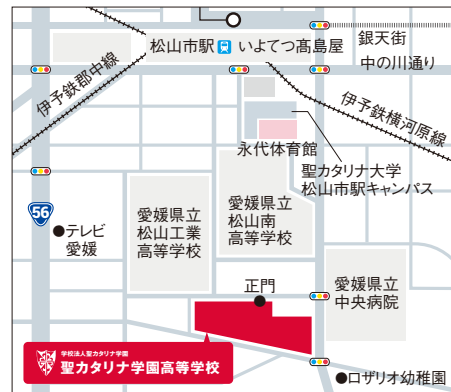 松山市駅
いよてつ髙島屋
銀天街
中の川通り
伊予鉄郡中線
伊予鉄横河原線
永代体育館
聖カタリナ大学
松山市駅キャンパス
56
テレビ
愛媛
愛媛県立
松山工業
高等学校
愛媛県立
松山南
高等学校
正門
愛媛県立
中央病院
学校法人聖カタリナ学園
聖カタリナ学園高等学校
ロザリオ幼稚園